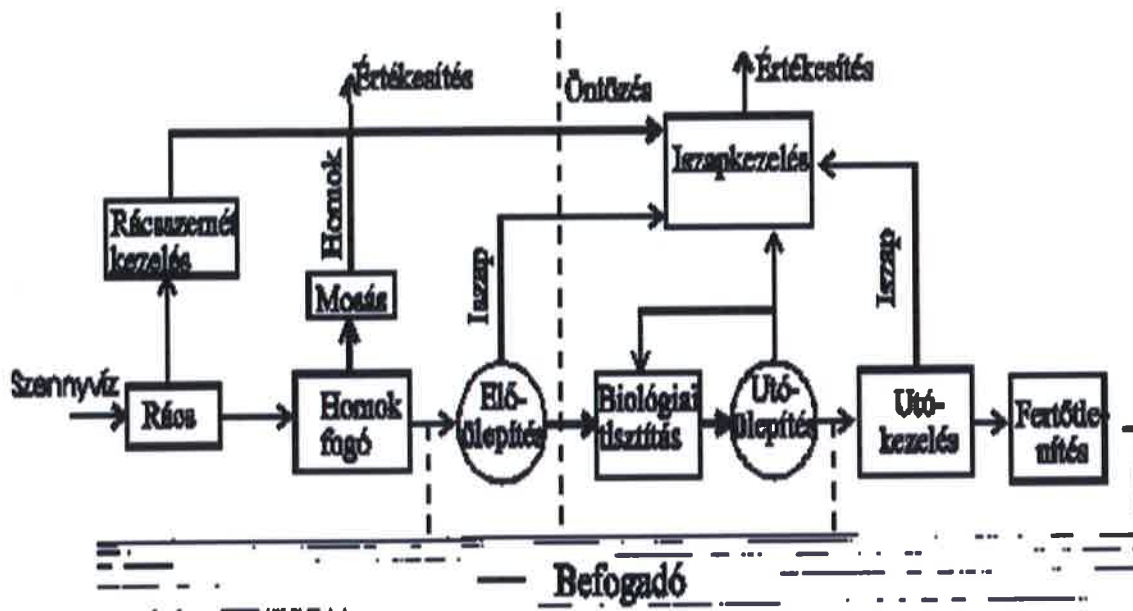 Értékesítés
Értékesítés
Öntözés
Iszapkezelés
Homok
Rácsszemét
kezelés
Iszap
Iszap
Mosás
Szennyvíz
Rács
Homok
fogó
Elő-
ülepítés
Biológiai
tisztítás
Utó-
ülepítés
Utó-
kezelés
Fertőtle-
nítés
Befogadó